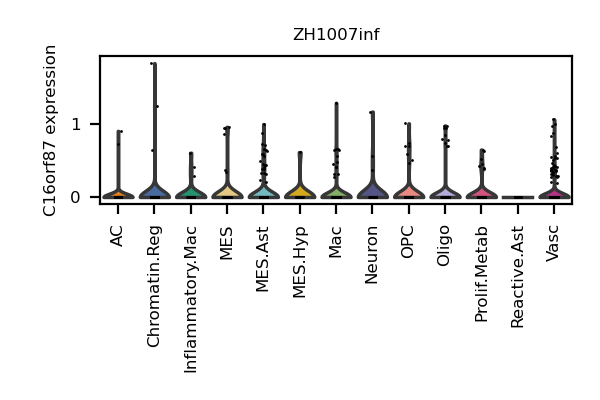 ZH1007inf
C16orf87 expression
1
0
AC
Chromatin.Reg
Inflammatory.Mac
MES
MES.Ast
MES.Hyp
Mac
Neuron
OPC
Oligo
Prolif.Metab
Reactive.Ast
Vasc